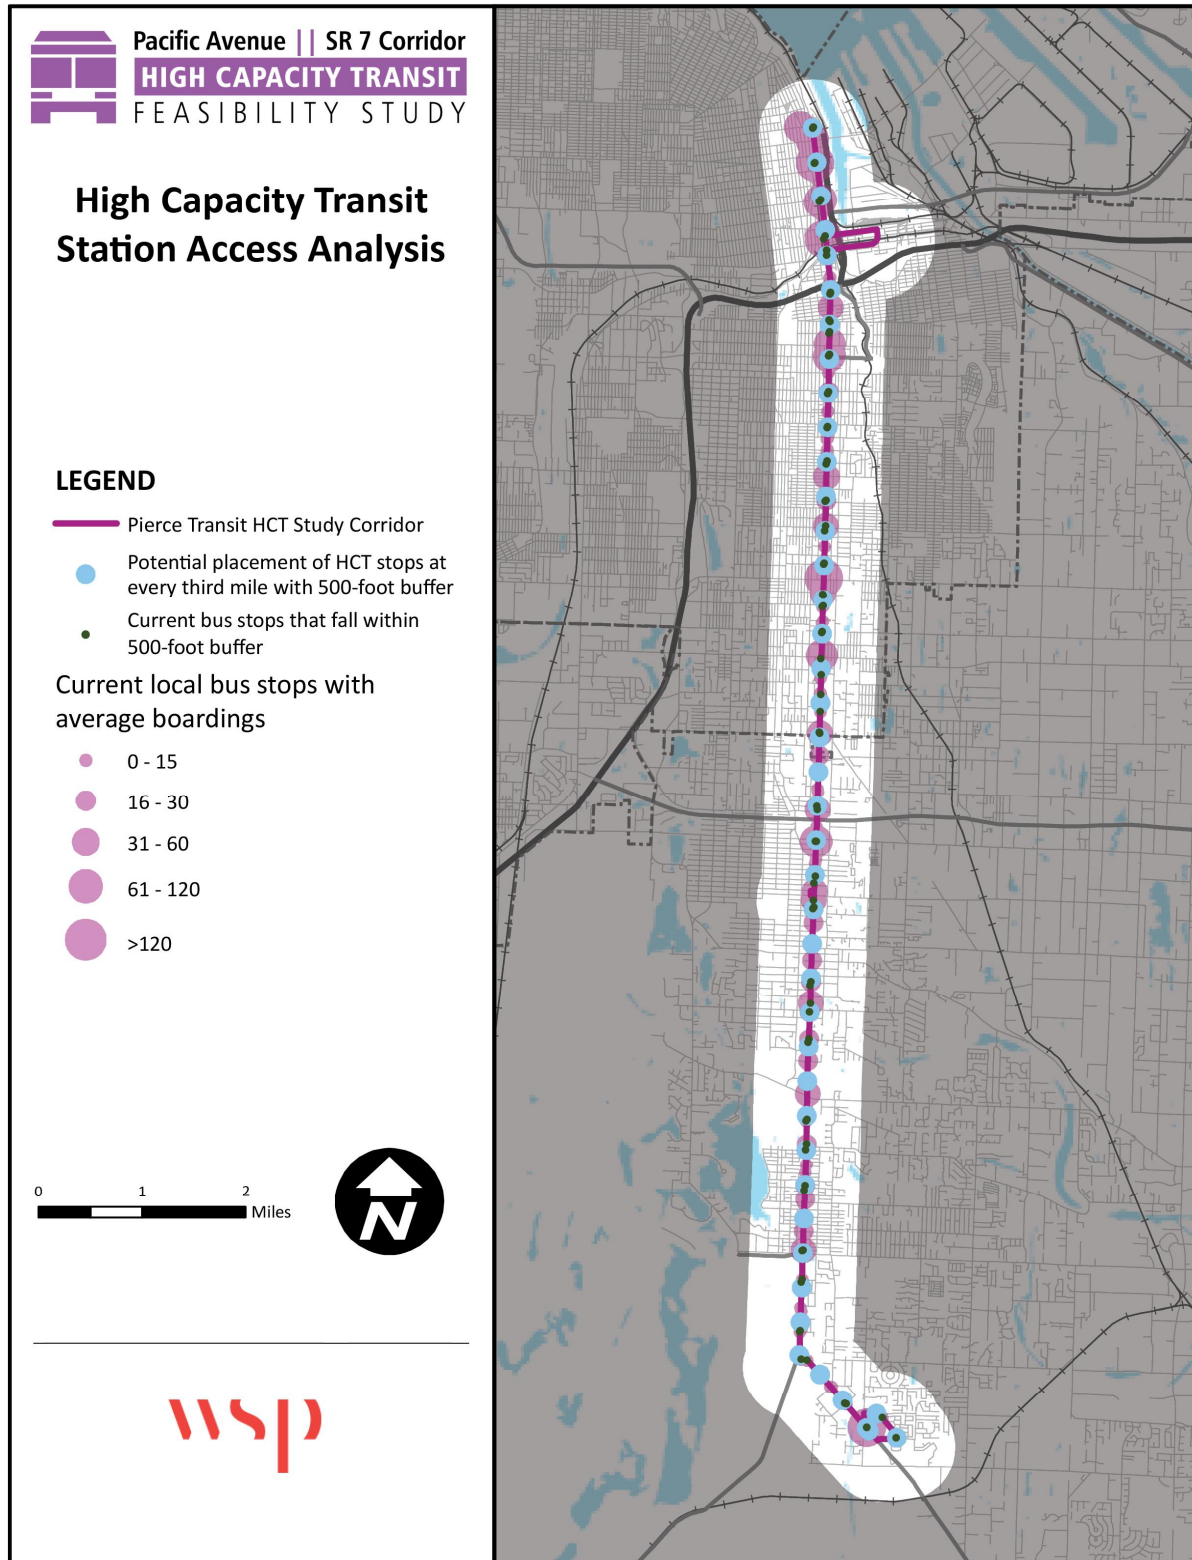 Pacific Avenue || SR 7 Corridor
HIGH CAPACITY TRANSIT
FEASIBILITY STUDY
High Capacity Transit
Station Access Analysis
LEGEND
Pierce Transit HCT Study Corridor
Potential placement of HCT stops at
every third mile with 500-foot buffer
Current bus stops that fall within
500-foot buffer
Current local bus stops with
average boardings
0 - 15
16 - 30
31 - 60
61 - 120
>120
0 1 2
Miles
N
wsp